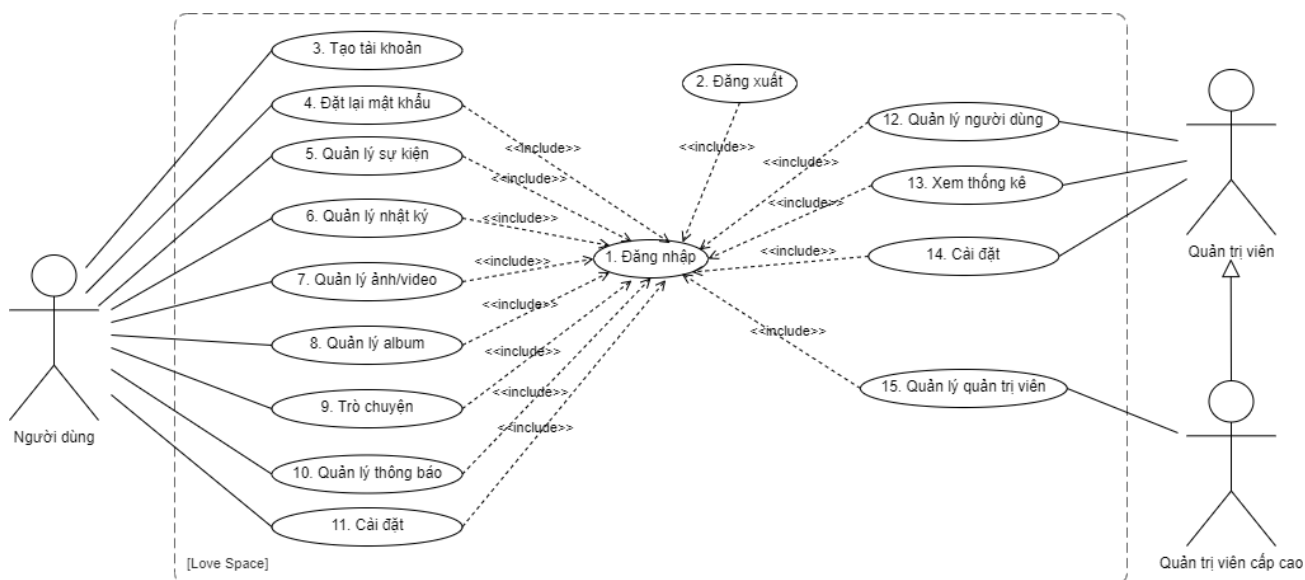 3. Tạo tài khoản
4. Đặt lại mật khẩu
2. Đăng xuất
12. Quản lý người dùng
<<include>>
<<include>>
<<include>>
<<include>>
5. Quản lý sự kiện
<<include>>
13. Xem thống kê
<<include>>
6. Quản lý nhật ký
<<include>>
1. Đăng nhập
<<include>>
14. Cài đặt
Quản trị viên
7. Quản lý ảnh/video
<<include>>
<<include>>
8. Quản lý album
<<include>>
<<include>>
15. Quản lý quản trị viên
<<include>>
9. Trò chuyện
<<include>>
Người dùng
10. Quản lý thông báo
11. Cài đặt
[Love Space]
Quản trị viên cấp cao